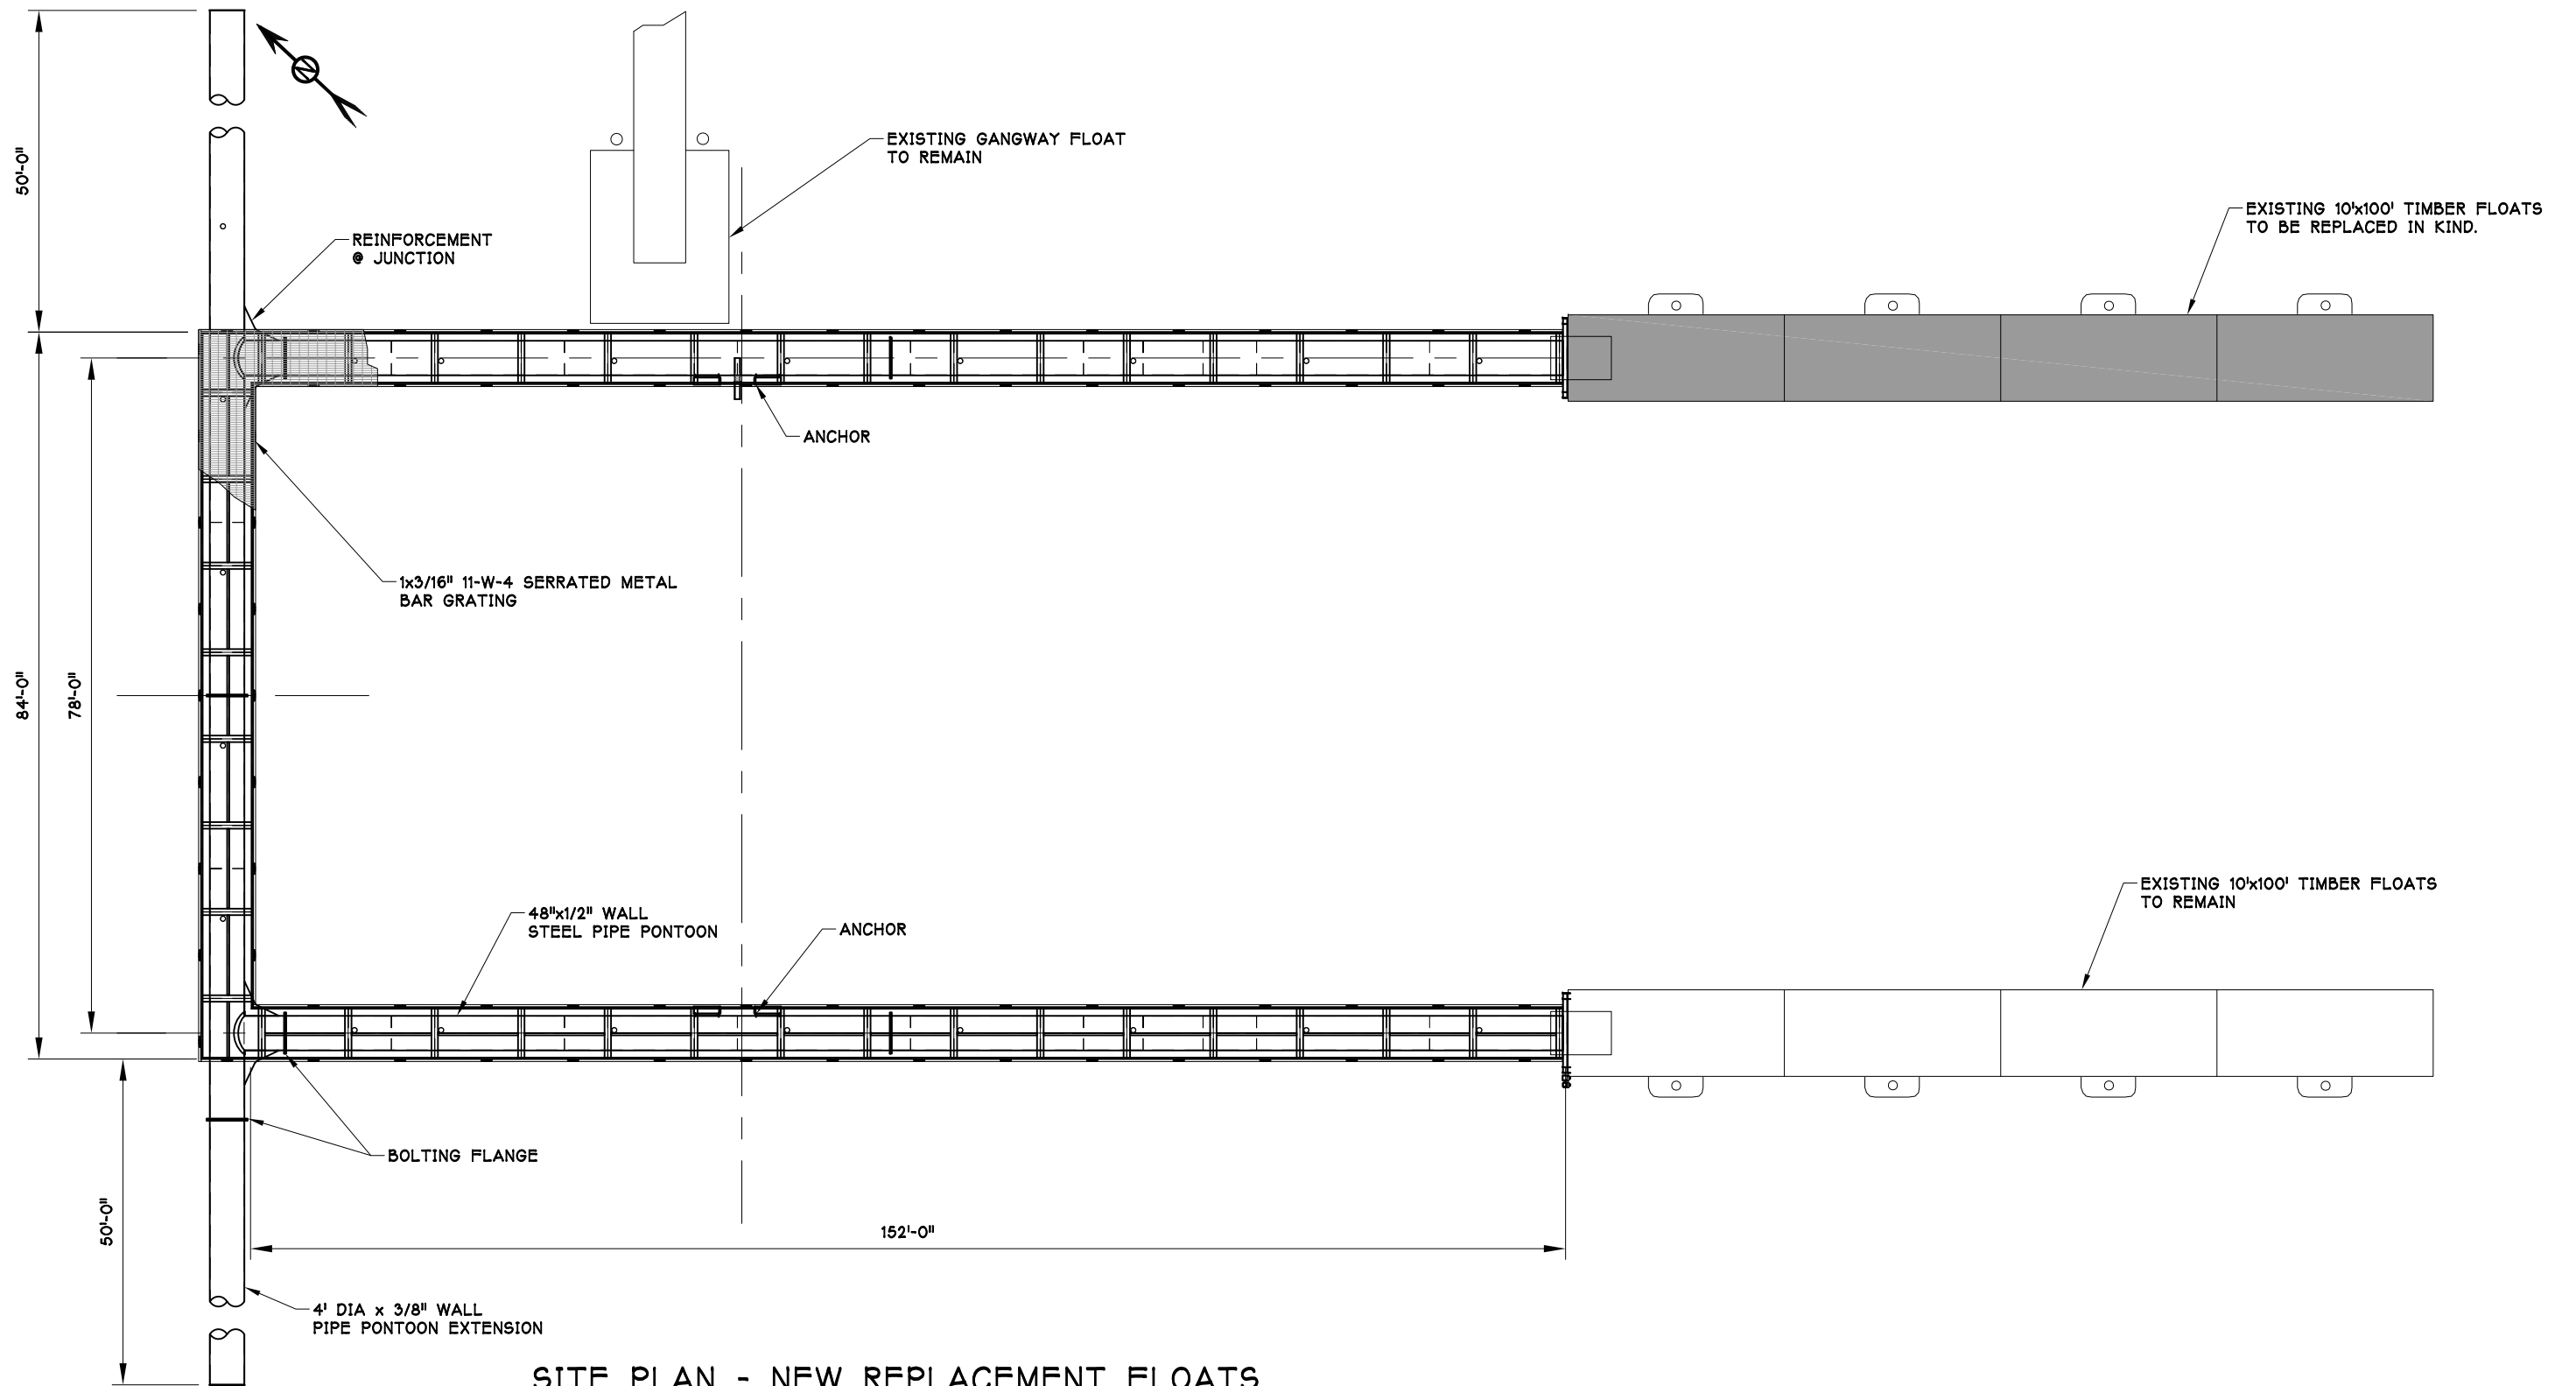 50'-0"
EXISTING GANGWAY FLOAT
TO REMAIN
EXISTING 10'x100' TIMBER FLOATS
TO BE REPLACED IN KIND.
REINFORCEMENT
@ JUNCTION
ANCHOR
1x3/16" 11-W-4 SERRATED METAL
BAR GRATING
84'-0"
78'-0"
48"x1/2" WALL
STEEL PIPE PONTOON
ANCHOR
EXISTING 10'x100' TIMBER FLOATS
TO REMAIN
BOLTING FLANGE
50'-0"
152'-0"
4' DIA x 3/8" WALL
PIPE PONTOON EXTENSION
SITE PLAN - NEW REPLACEMENT FLOATS